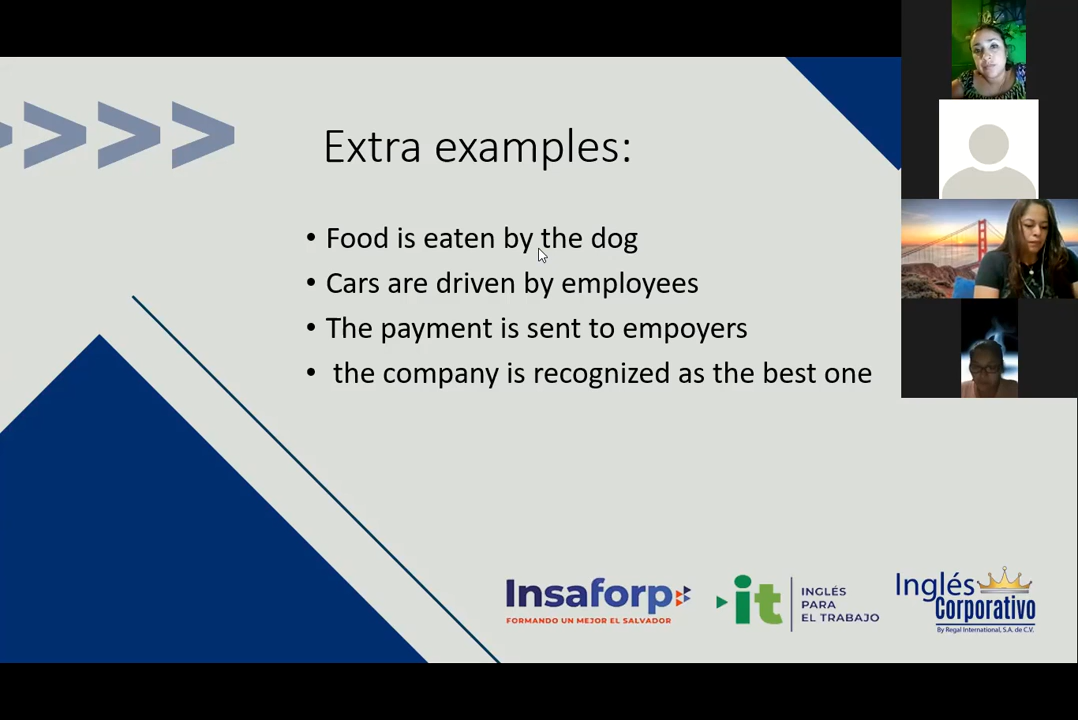 Extra examples:
• Food is eaten by the dog
• Cars are driven by employees
• The payment is sent to empoyers
• the company is recognized as the best one
Insaforp
FORMANDO UN MEJOR EL SALVADOR
it
INGLÉS
PARA
EL TRABAJO
Inglés
Corporativo
By Regal International, S.A. de C.V.